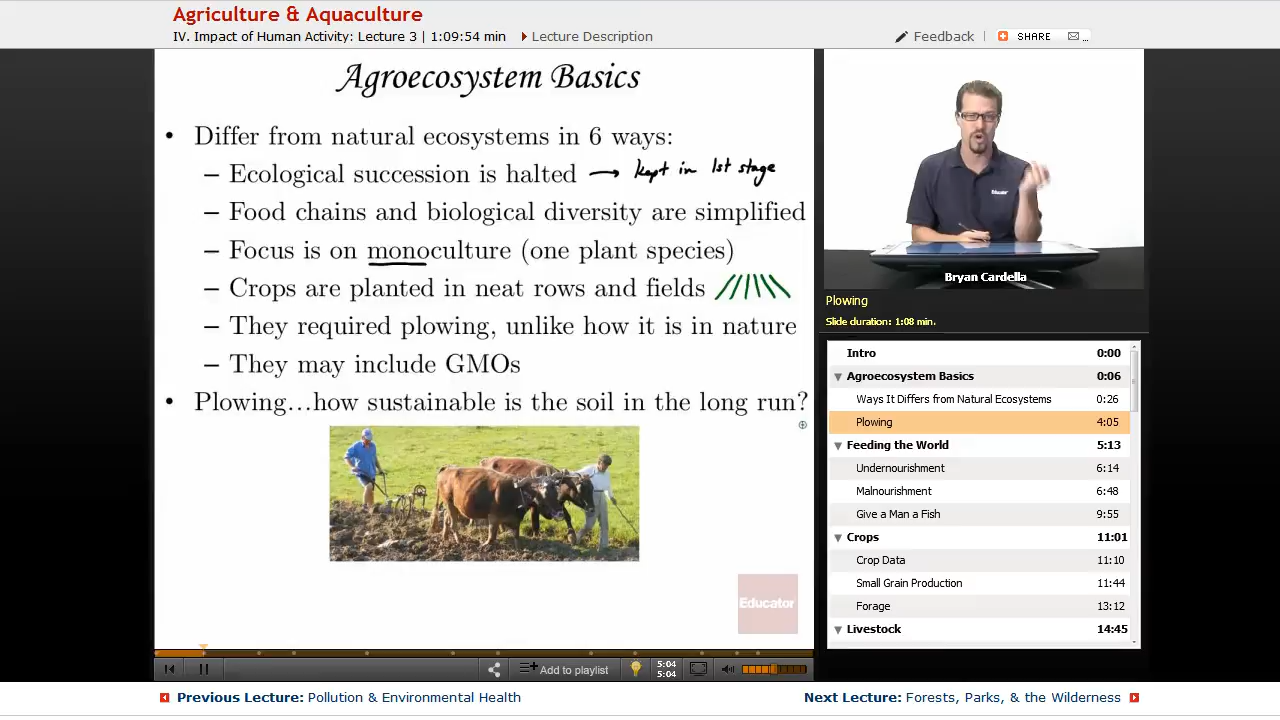 Agriculture & Aquaculture
IV. Impact of Human Activity: Lecture 3 | 1:09:54 min Lecture Description
Feedback | SHARE ...
Agroecosystem Basics
• Differ from natural ecosystems in 6 ways:
– Ecological succession is halted → kept in 1st stage
– Food chains and biological diversity are simplified
– Focus is on monoculture (one plant species)
– Crops are planted in neat rows and fields
– They required plowing, unlike how it is in nature
– They may include GMOs
• Plowing...how sustainable is the soil in the long run?
Educator
Educator
Bryan Cardella
Plowing
Slide duration: 1:08 min.
Intro 0:00
Agroecosystem Basics 0:06
Ways It Differs from Natural Ecosystems 0:26
Plowing 4:05
Feeding the World 5:13
Undernourishment 6:14
Malnourishment 6:48
Give a Man a Fish 9:55
Crops 11:01
Crop Data 11:10
Small Grain Production 11:44
Forage 13:12
Livestock 14:45
Add to playlist
5:04
5:04
Previous Lecture: Pollution & Environmental Health
Next Lecture: Forests, Parks, & the Wilderness